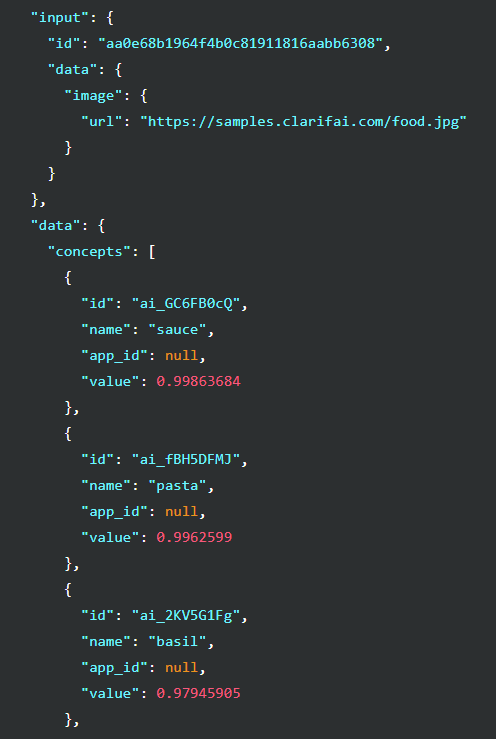 "input": {
"id": "aa0e68b1964f4b0c81911816aabb6308",
"data": {
"image": {
"url": "https://samples.clarifai.com/food.jpg"
}
}
},
"data": {
"concepts": [
{
"id": "ai_GC6FB0cQ",
"name": "sauce",
"app_id": null,
"value": 0.99863684
},
{
"id": "ai_fBH5DFMJ",
"name": "pasta",
"app_id": null,
"value": 0.9962599
},
{
"id": "ai_2KV5G1Fg",
"name": "basil",
"app_id": null,
"value": 0.97945905
},